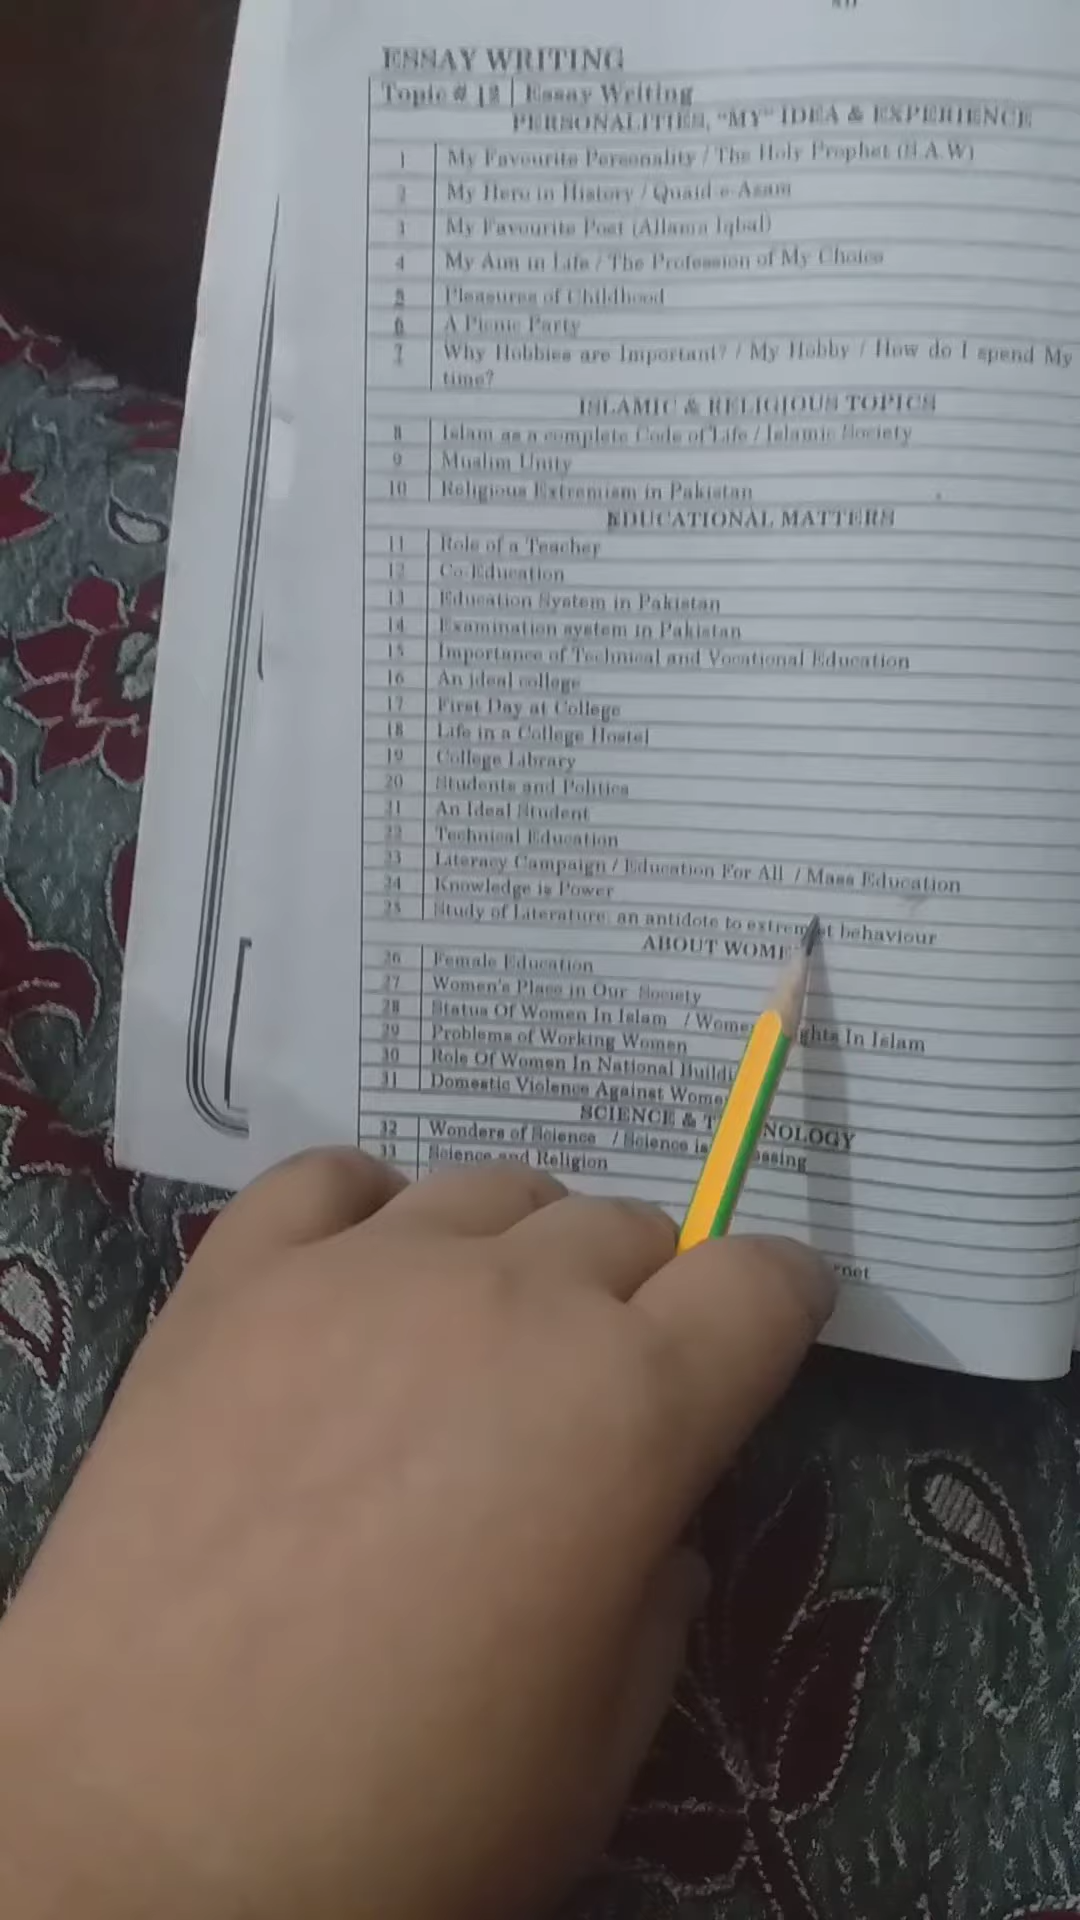 ESSAY WRITING
Topic # 12 Essay Writing
PERSONALITIES, "MY" IDEA & EXPERIENCE
1 My Favourite Personality / The Holy Prophet (S.A.W)
2 My Hero in History / Quaid-e-Azam
3 My Favourite Poet (Allama Iqbal)
4 My Aim in Life / The Profession of My Choice
5 Pleasures of Childhood
6 A Picnic Party
7 Why Hobbies are Important? / My Hobby / How do I spend My
time?
ISLAMIC & RELIGIOUS TOPICS
8 Islam as a complete Code of Life / Islamic Society
9 Muslim Unity
10 Religious Extremism in Pakistan
EDUCATIONAL MATTERS
11 Role of a Teacher
12 Co-Education
13 Education System in Pakistan
14 Examination system in Pakistan
15 Importance of Technical and Vocational Education
16 An ideal college
17 First Day at College
18 Life in a College Hostel
19 College Library
20 Students and Politics
21 An Ideal Student
22 Technical Education
23 Literacy Campaign / Education For All / Mass Education
24 Knowledge is Power
25 Study of Literature: an antidote to behaviour
ABOUT
26 Female Education
27 Women's Place in Our Society
28 Status Of Women In Islam / In Islam
29 Problems of Working Women
30 Role Of Women In National
31 Domestic Violence Against
SCIENCE &
32 Wonders of Science / Science is
33 Science and Religion